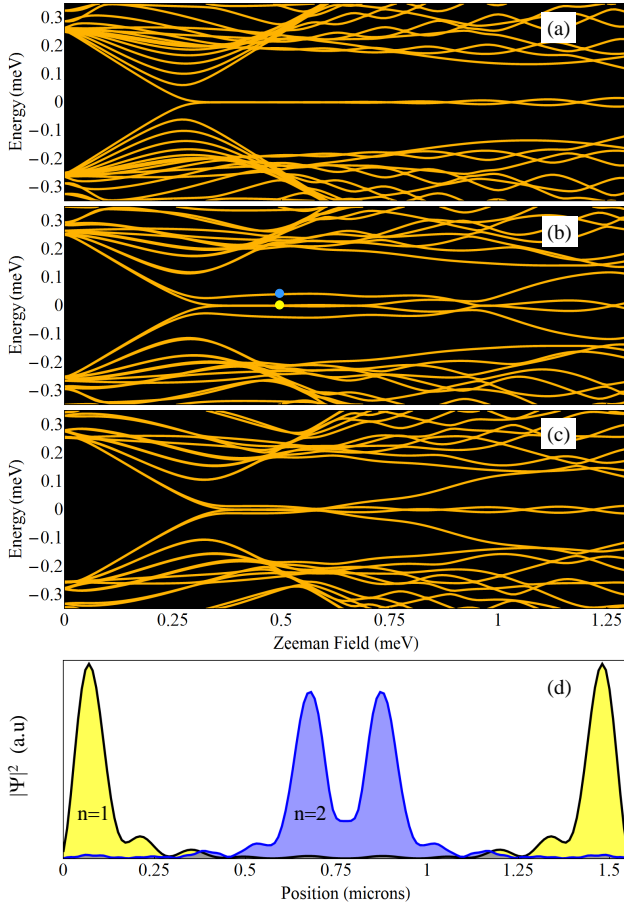 0.3
0.2
0.1
0
−0.1
−0.2
−0.3
Energy (meV)
(a)
0.3
0.2
0.1
0
−0.1
−0.2
−0.3
Energy (meV)
(b)
0.3
0.2
0.1
0
−0.1
−0.2
−0.3
Energy (meV)
(c)
0 0.25 0.5 0.75 1 1.25
Zeeman Field (meV)
|Ψ|² (a.u)
(d)
n=1 n=2
0 0.25 0.5 0.75 1 1.5
Position (microns)